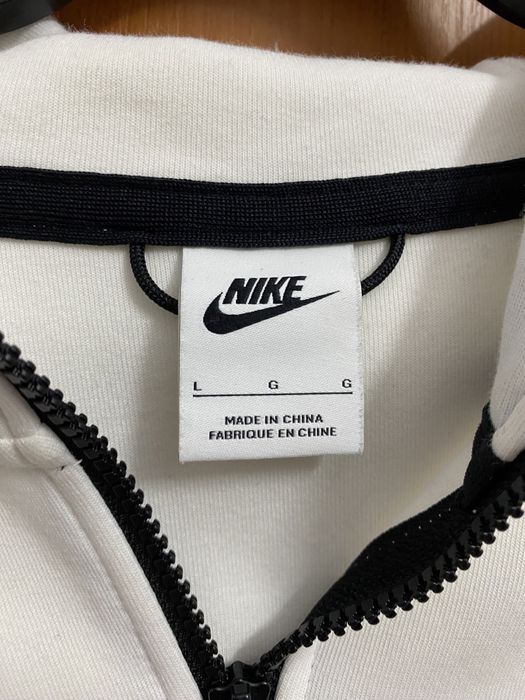 NIKE
L G G
MADE IN CHINA
FABRIQUE EN CHINE